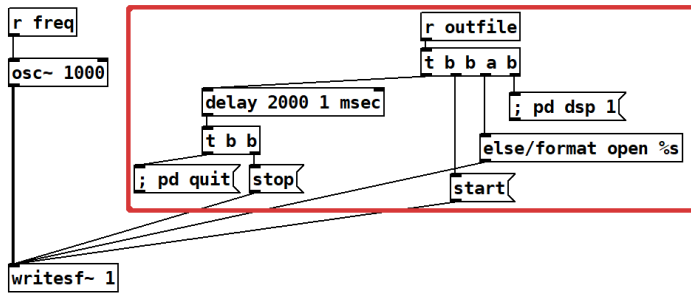 r freq
r outfile
osc~ 1000
t b b a b
delay 2000 1 msec
; pd dsp 1
t b b
else/format open %s
; pd quit
stop
start
writesf~ 1